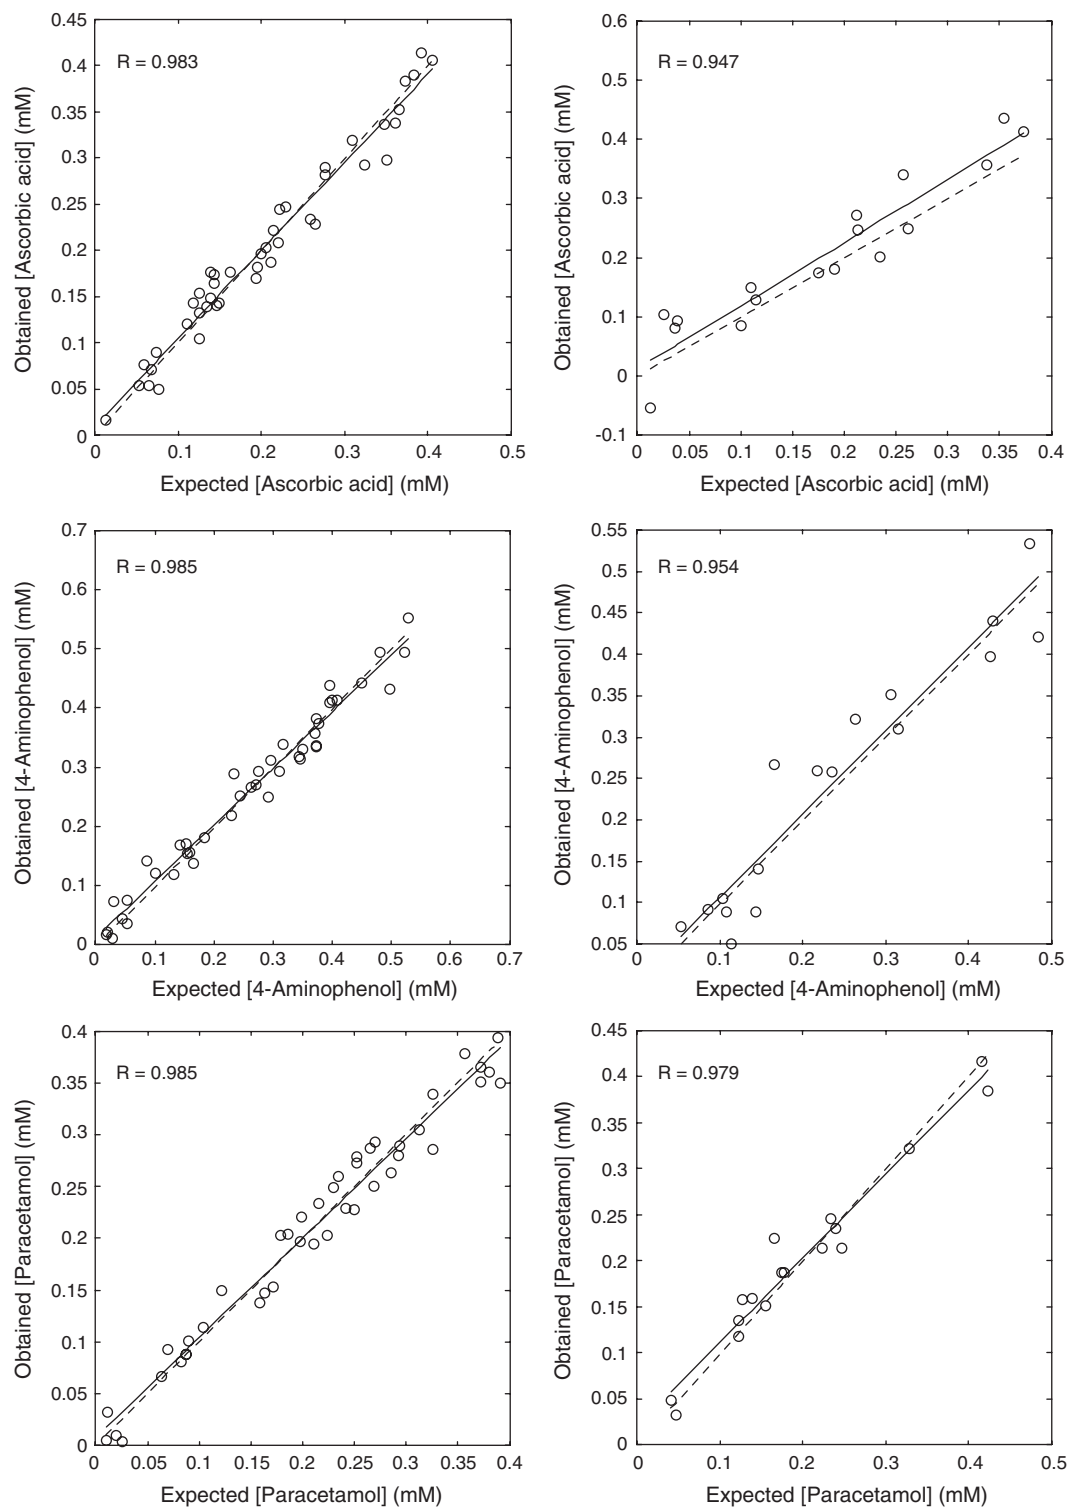 R = 0.983
Obtained [Ascorbic acid] (mM)
0.45
0.4
0.35
0.3
0.25
0.2
0.15
0.1
0.05
0
0 0.1 0.2 0.3 0.4 0.5
Expected [Ascorbic acid] (mM)
R = 0.947
Obtained [Ascorbic acid] (mM)
0.6
0.5
0.4
0.3
0.2
0.1
0
-0.1
0 0.05 0.1 0.15 0.2 0.25 0.3 0.35 0.4
Expected [Ascorbic acid] (mM)
R = 0.985
Obtained [4-Aminophenol] (mM)
0.7
0.6
0.5
0.4
0.3
0.2
0.1
0
0 0.1 0.2 0.3 0.4 0.5 0.6 0.7
Expected [4-Aminophenol] (mM)
R = 0.954
Obtained [4-Aminophenol] (mM)
0.55
0.5
0.45
0.4
0.35
0.3
0.25
0.2
0.15
0.1
0.05
0 0.1 0.2 0.3 0.4 0.5
Expected [4-Aminophenol] (mM)
R = 0.985
Obtained [Paracetamol] (mM)
0.4
0.35
0.3
0.25
0.2
0.15
0.1
0.05
0
0 0.05 0.1 0.15 0.2 0.25 0.3 0.35 0.4
Expected [Paracetamol] (mM)
R = 0.979
Obtained [Paracetamol] (mM)
0.45
0.4
0.35
0.3
0.25
0.2
0.15
0.1
0.05
0
0 0.1 0.2 0.3 0.4 0.5
Expected [Paracetamol] (mM)